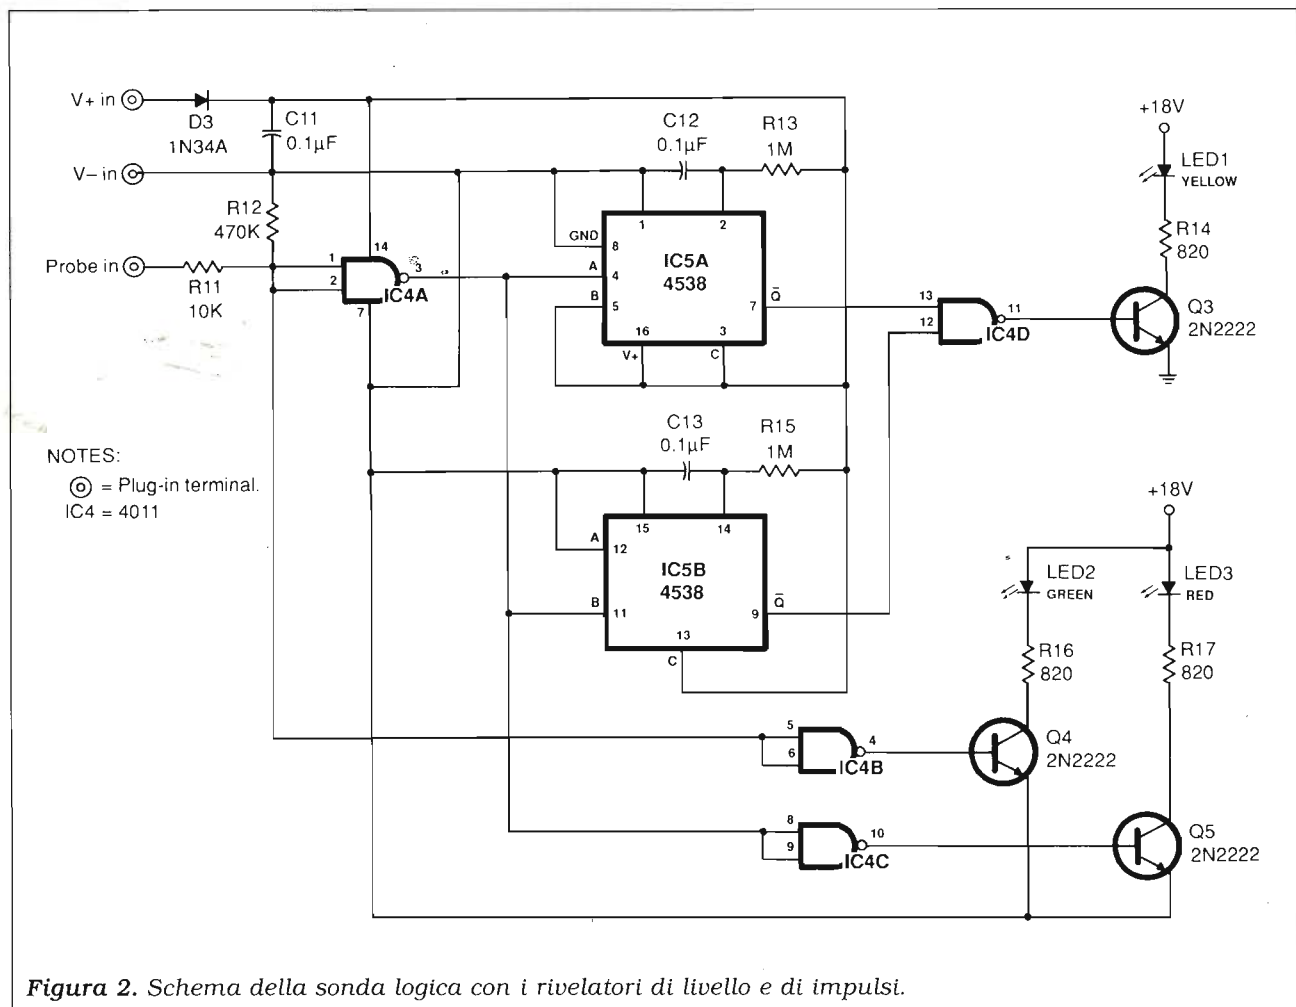 V+ in
D3
1N34A
C11
0.1µF
V– in
R12
470K
Probe in
R11
10K
1
2
14
3
7
IC4A
C12
0.1µF
R13
1M
1
2
GND
8
A
4
B
5
IC5A
4538
7
Q̅
16
3
V+
C
13
12
11
IC4D
+18V
LED1
YELLOW
R14
820
Q3
2N2222
C13
0.1µF
R15
1M
15
14
A
12
B
11
IC5B
4538
9
Q̅
13
C
NOTES:
= Plug-in terminal.
IC4 = 4011
+18V
LED2
GREEN
LED3
RED
R16
820
R17
820
5
6
4
IC4B
Q4
2N2222
8
9
10
IC4C
Q5
2N2222
Figura 2. Schema della sonda logica con i rivelatori di livello e di impulsi.